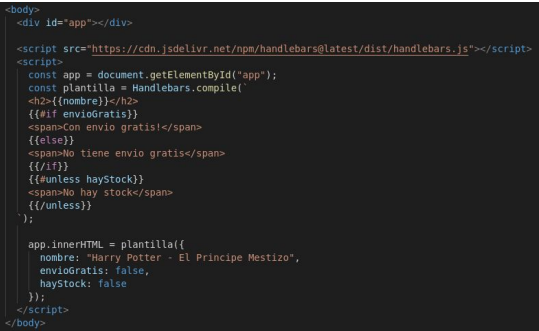 <body>
<div id="app"></div>
<script src="https://cdn.jsdelivr.net/npm/handlebars@latest/dist/handlebars.js"></script>
<script>
const app = document.getElementById("app");
const plantilla = Handlebars.compile(`
<h2>{{nombre}}</h2>
{{#if envioGratis}}
<span>Con envio gratis!</span>
{{else}}
<span>No tiene envio gratis</span>
{{/if}}
{{#unless hayStock}}
<span>No hay stock</span>
{{/unless}}
`);
app.innerHTML = plantilla({
nombre: "Harry Potter - El Principe Mestizo",
envioGratis: false,
hayStock: false
});
</script>
</body>